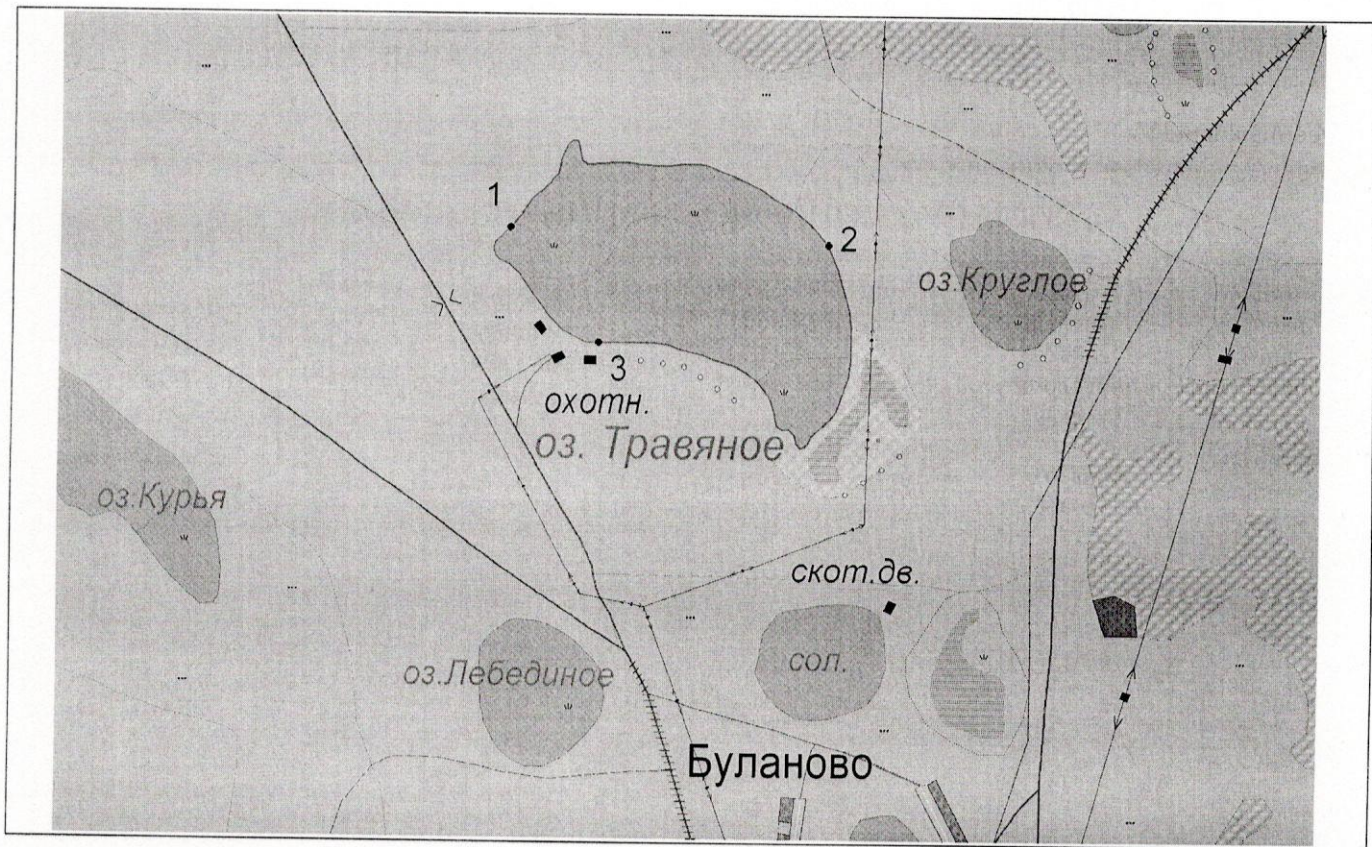 1
2
оз.Круглое
3
охотн.
оз. Травяное
оз.Курья
скот.дв.
оз.Лебединое
сол.
Буланово